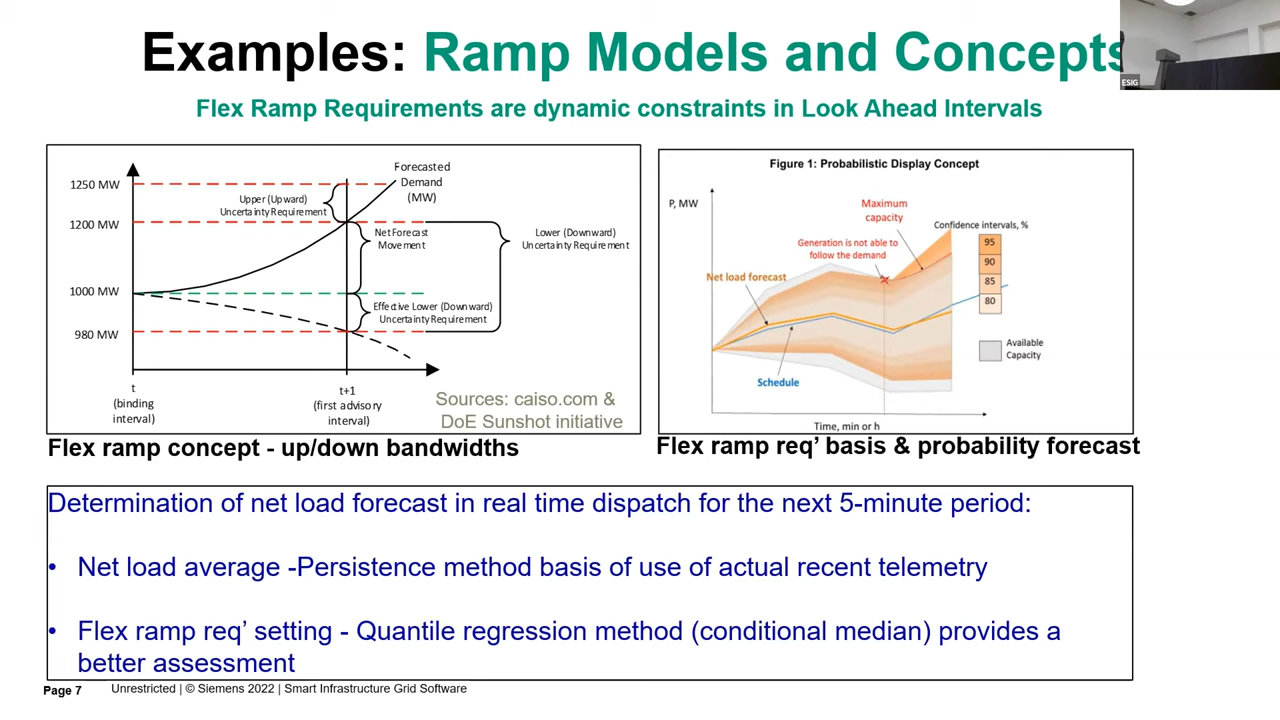 Examples: Ramp Models and Concepts
ESIG
Flex Ramp Requirements are dynamic constraints in Look Ahead Intervals
1250 MW
1200 MW
1000 MW
980 MW
Upper (Upward)
Uncertainty Requirement
Forecasted
Demand
(MW)
Net Forecast
Movement
Lower (Downward)
Uncertainty Requirement
Effective Lower (Downward)
Uncertainty Requirement
t
(binding
interval)
t+1
(first advisory
interval)
Sources: caiso.com &
DoE Sunshot initiative
Flex ramp concept - up/down bandwidths
Figure 1: Probabilistic Display Concept
P, MW
Maximum
capacity
Confidence intervals, %
95
90
85
80
Generation is not able to
follow the demand
Net load forecast
Schedule
Available
Capacity
Time, min or h
Flex ramp req’ basis & probability forecast
Determination of net load forecast in real time dispatch for the next 5-minute period:
• Net load average -Persistence method basis of use of actual recent telemetry
• Flex ramp req’ setting - Quantile regression method (conditional median) provides a
better assessment
Page 7 Unrestricted | © Siemens 2022 | Smart Infrastructure Grid Software